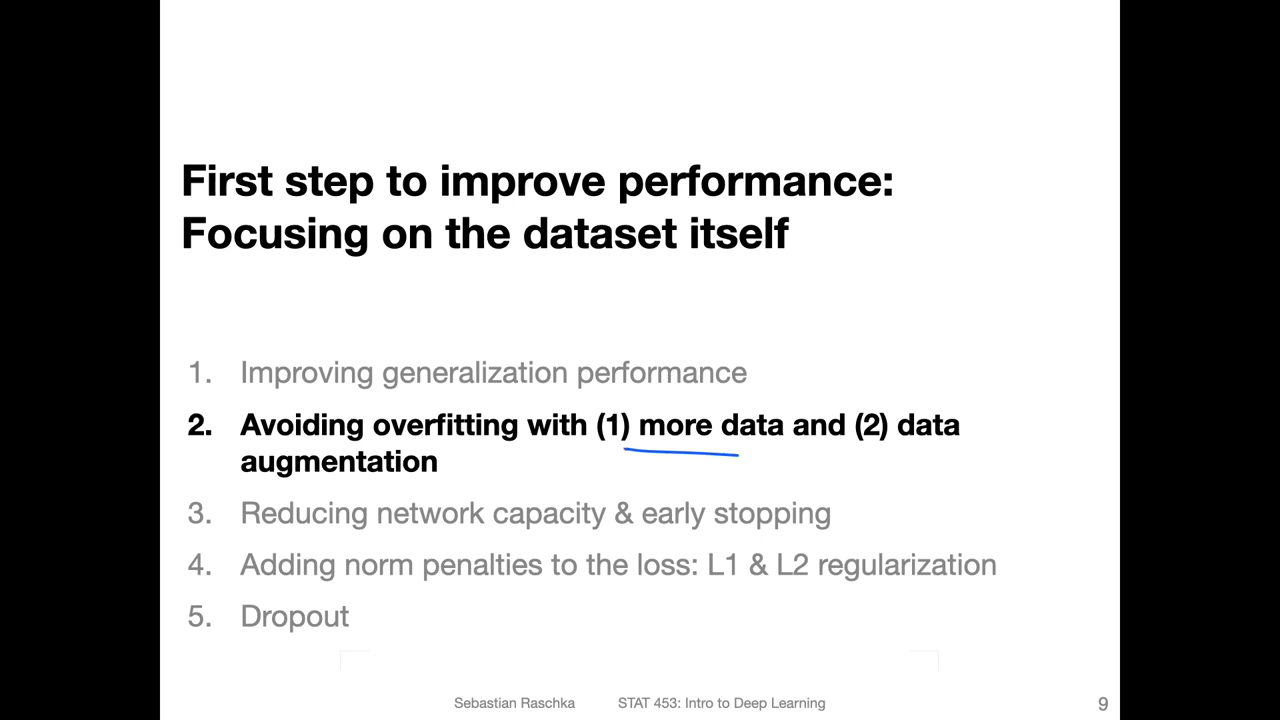 First step to improve performance:
Focusing on the dataset itself
1. Improving generalization performance
2. Avoiding overfitting with (1) more data and (2) data
augmentation
3. Reducing network capacity & early stopping
4. Adding norm penalties to the loss: L1 & L2 regularization
5. Dropout
Sebastian Raschka STAT 453: Intro to Deep Learning 9